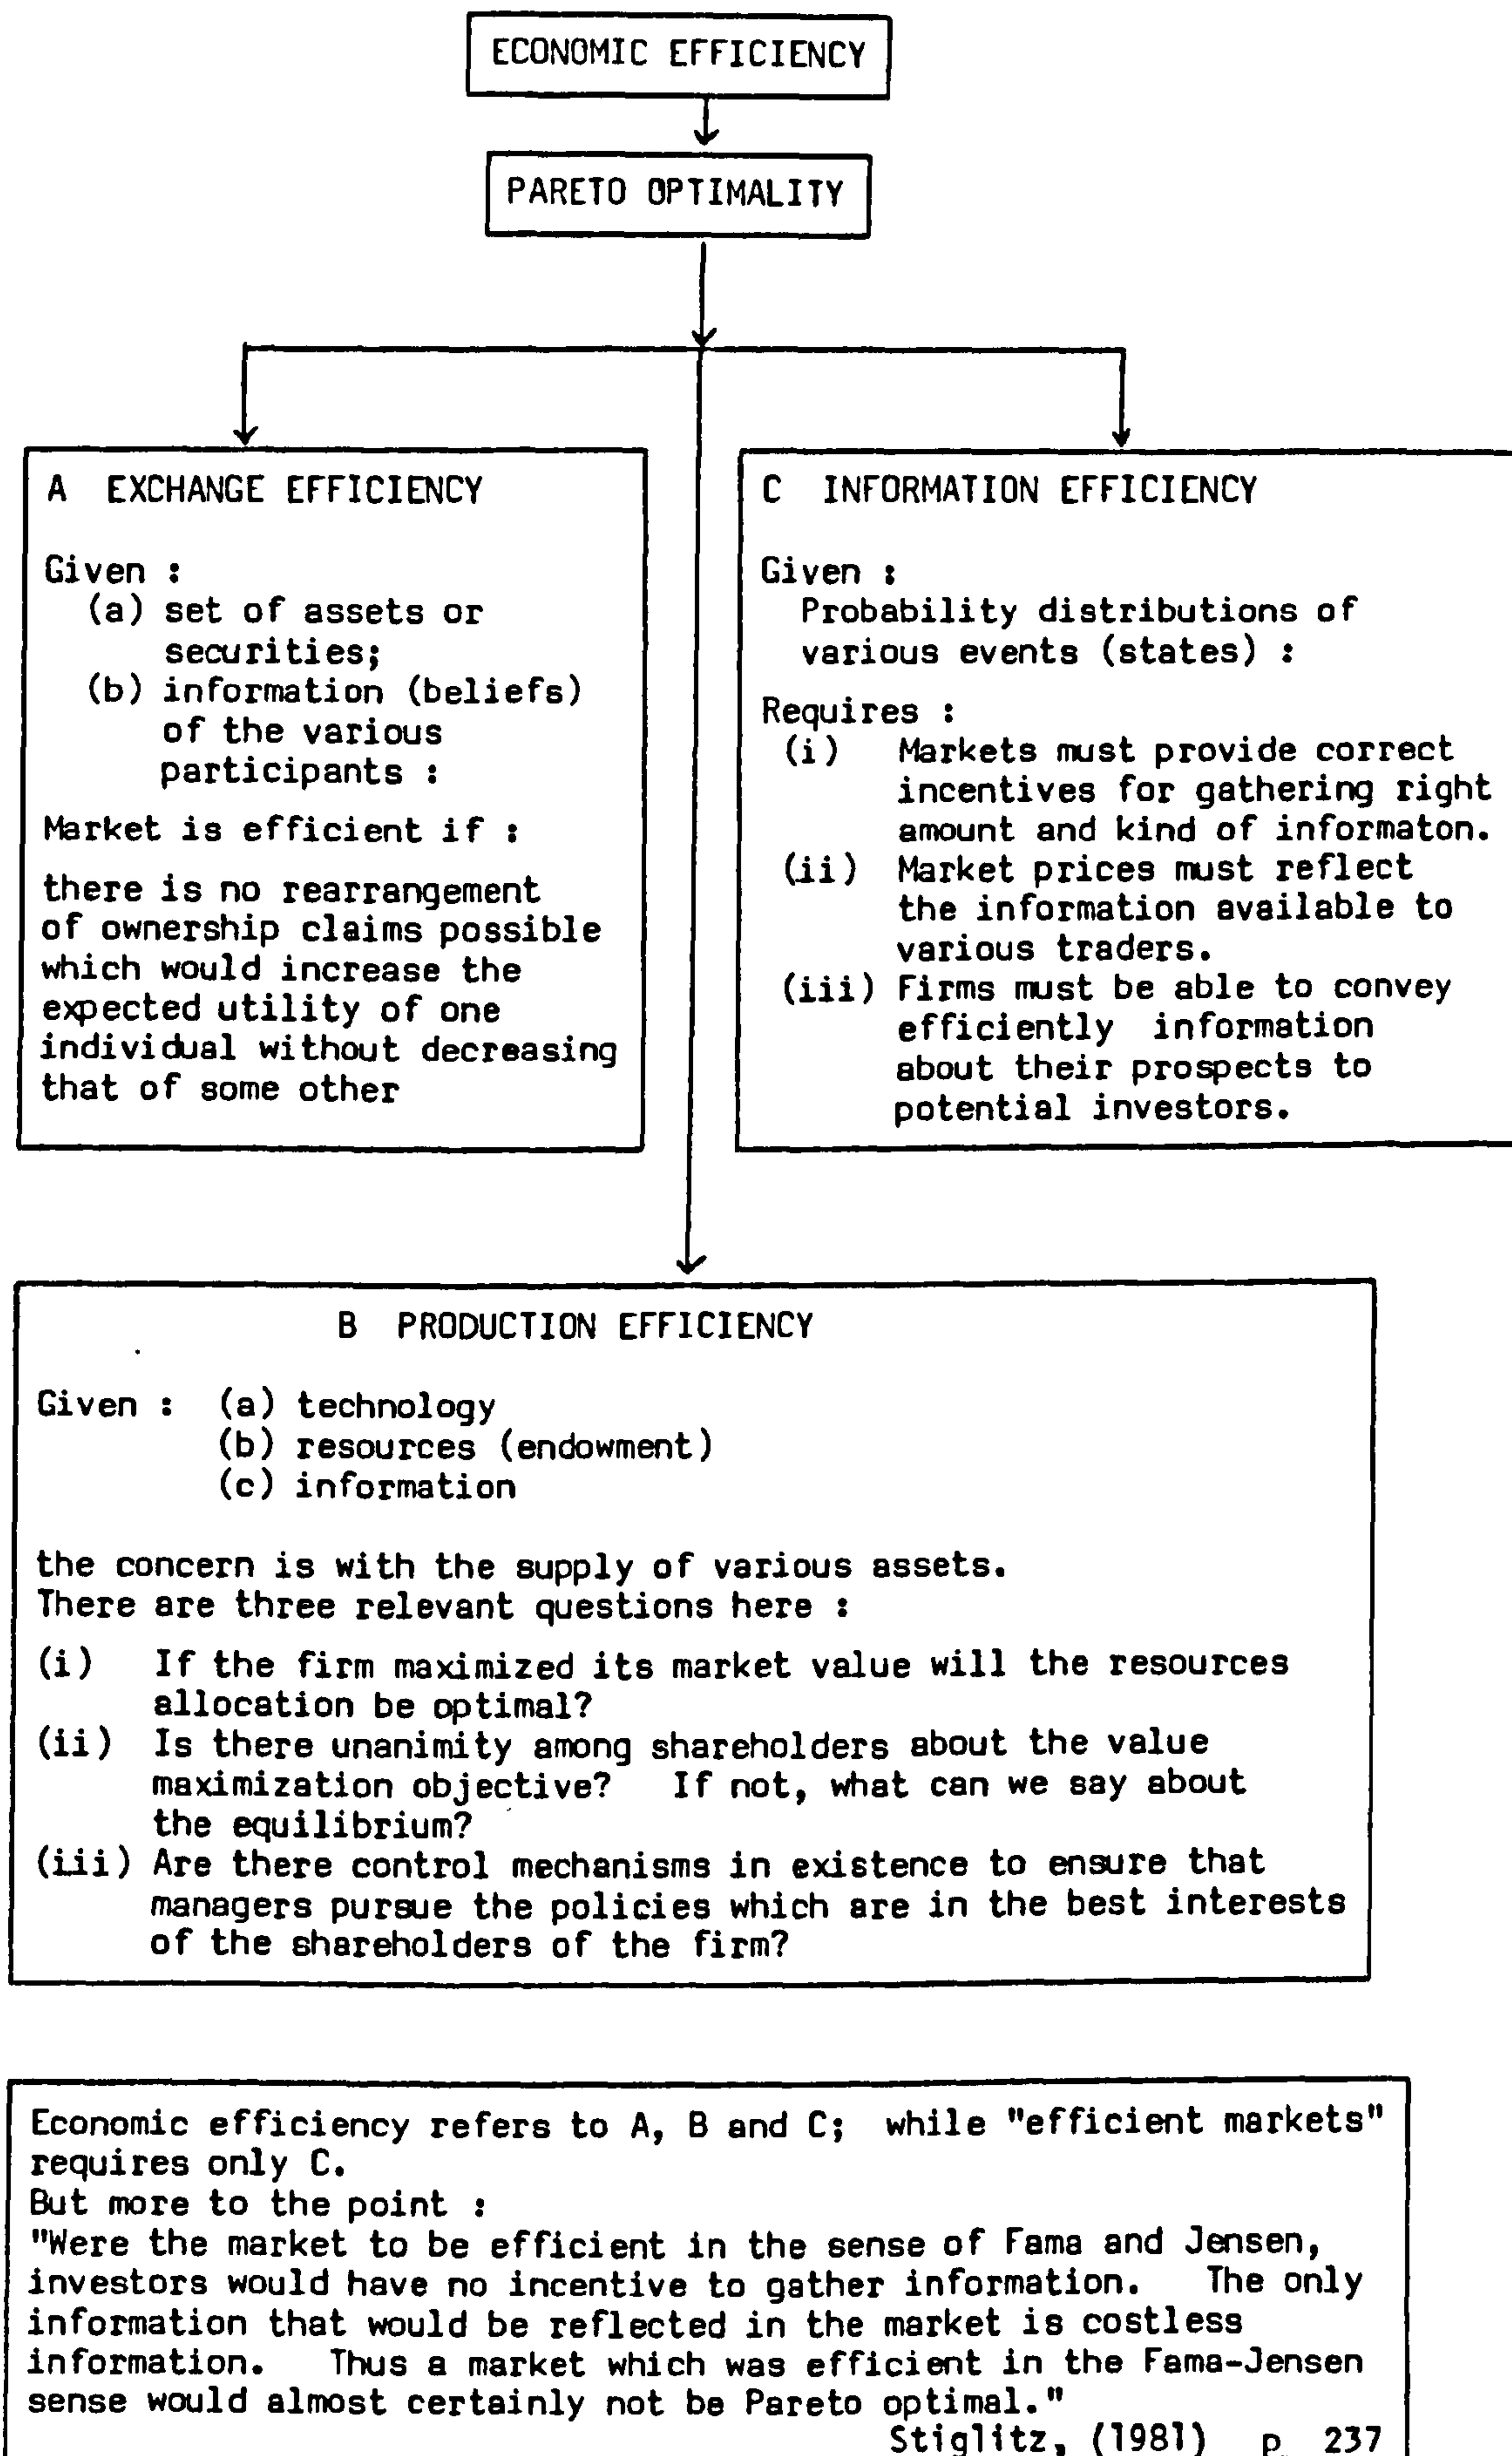 ECONOMIC EFFICIENCY
PARETO OPTIMALITY
A EXCHANGE EFFICIENCY
Given :
(a) set of assets or
securities;
(b) information (beliefs)
of the various
participants :
Market is efficient if :
there is no rearrangement
of ownership claims possible
which would increase the
expected utility of one
individual without decreasing
that of some other
C INFORMATION EFFICIENCY
Given :
Probability distributions of
various events (states) :
Requires :
(i) Markets must provide correct
incentives for gathering right
amount and kind of informaton.
(ii) Market prices must reflect
the information available to
various traders.
(iii) Firms must be able to convey
efficiently information
about their prospects to
potential investors.
B PRODUCTION EFFICIENCY
Given : (a) technology
(b) resources (endowment)
(c) information
the concern is with the supply of various assets.
There are three relevant questions here :
(i) If the firm maximized its market value will the resources
allocation be optimal?
(ii) Is there unanimity among shareholders about the value
maximization objective? If not, what can we say about
the equilibrium?
(iii) Are there control mechanisms in existence to ensure that
managers pursue the policies which are in the best interests
of the shareholders of the firm?
Economic efficiency refers to A, B and C; while "efficient markets"
requires only C.
But more to the point :
"Were the market to be efficient in the sense of Fama and Jensen,
investors would have no incentive to gather information. The only
information that would be reflected in the market is costless
information. Thus a market which was efficient in the Fama-Jensen
sense would almost certainly not be Pareto optimal."
Stiglitz, (1981) p 237